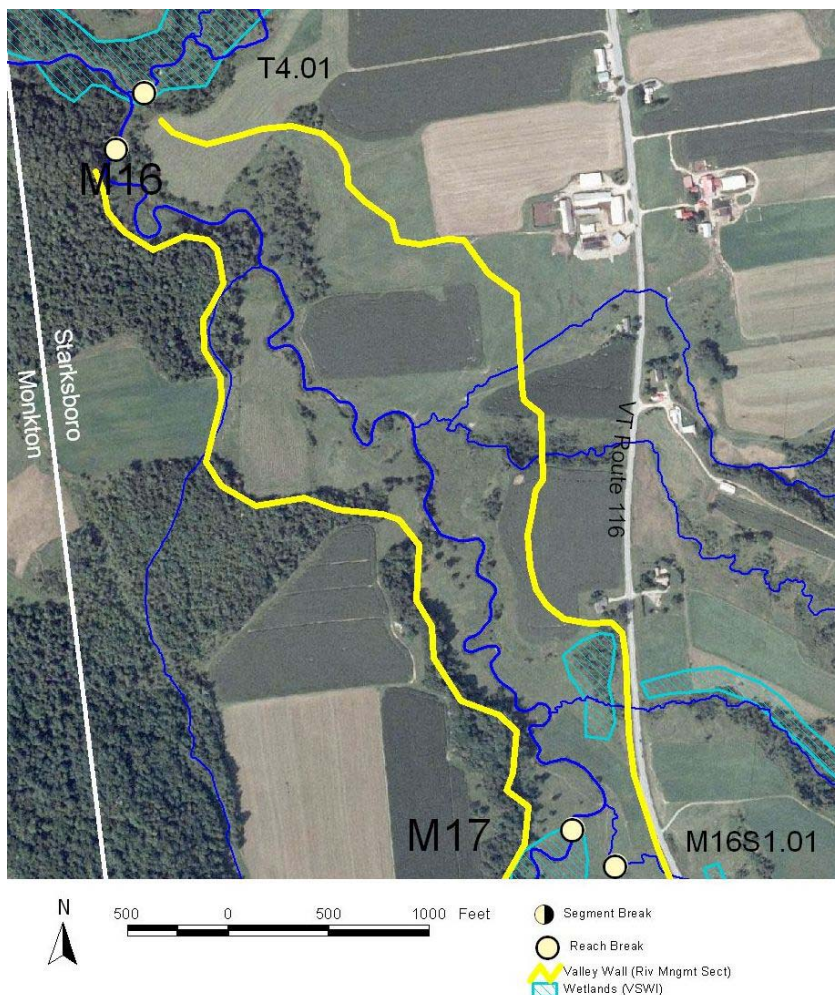 T4.01
M16
Starksboro
Monkton
VT Route 116
M17
M16S1.01
N
500 0 500 1000 Feet
Segment Break
Reach Break
Valley Wall (Riv Mngmt Sect)
Wetlands (VSWI)